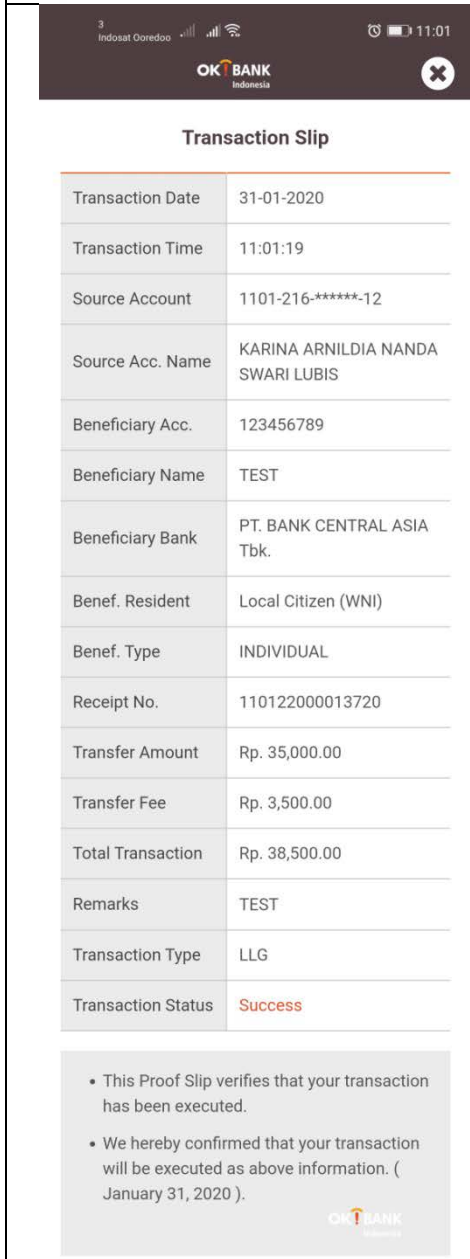 3
Indosat Ooredoo 11:01
OK! BANK
Indonesia
Transaction Slip
Transaction Date 31-01-2020
Transaction Time 11:01:19
Source Account 1101-216-******-12
Source Acc. Name KARINA ARNILDIA NANDA
SWARI LUBIS
Beneficiary Acc. 123456789
Beneficiary Name TEST
Beneficiary Bank PT. BANK CENTRAL ASIA
Tbk.
Benef. Resident Local Citizen (WNI)
Benef. Type INDIVIDUAL
Receipt No. 110122000013720
Transfer Amount Rp. 35,000.00
Transfer Fee Rp. 3,500.00
Total Transaction Rp. 38,500.00
Remarks TEST
Transaction Type LLG
Transaction Status Success
• This Proof Slip verifies that your transaction
has been executed.
• We hereby confirmed that your transaction
will be executed as above information. (
January 31, 2020 ).
OK! BANK
Indonesia